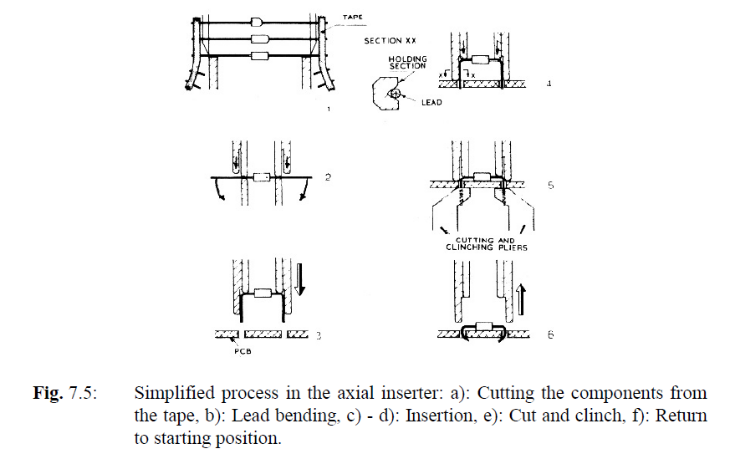 TAPE
SECTION XX
HOLDING
SECTION
LEAD
1
X X
4
2
5
CUTTING AND
CLINCHING PLIERS
3
PCB
6
Fig. 7.5: Simplified process in the axial inserter: a): Cutting the components from
the tape, b): Lead bending, c) - d): Insertion, e): Cut and clinch, f): Return
to starting position.